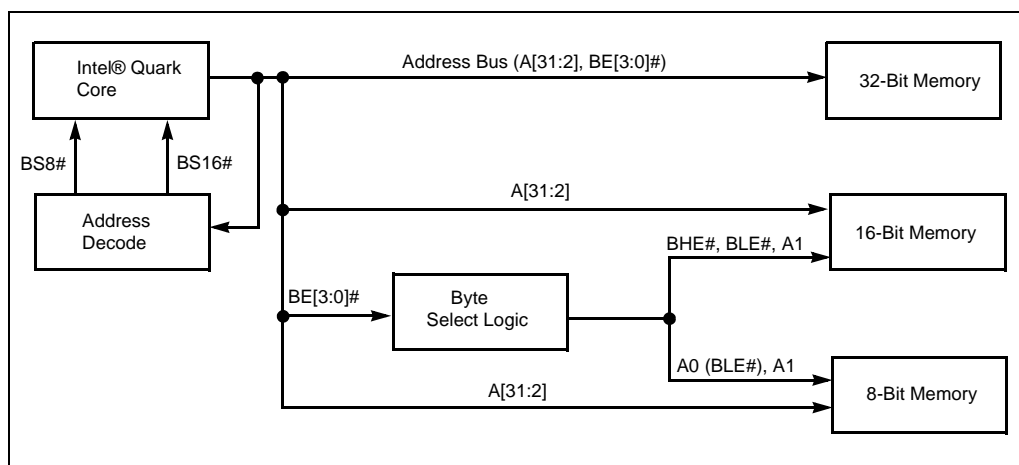 Intel® Quark
Core
Address Bus (A[31:2], BE[3:0]#)
32-Bit Memory
BS8#
BS16#
Address
Decode
A[31:2]
16-Bit Memory
BHE#, BLE#, A1
BE[3:0]#
Byte
Select Logic
A0 (BLE#), A1
A[31:2]
8-Bit Memory